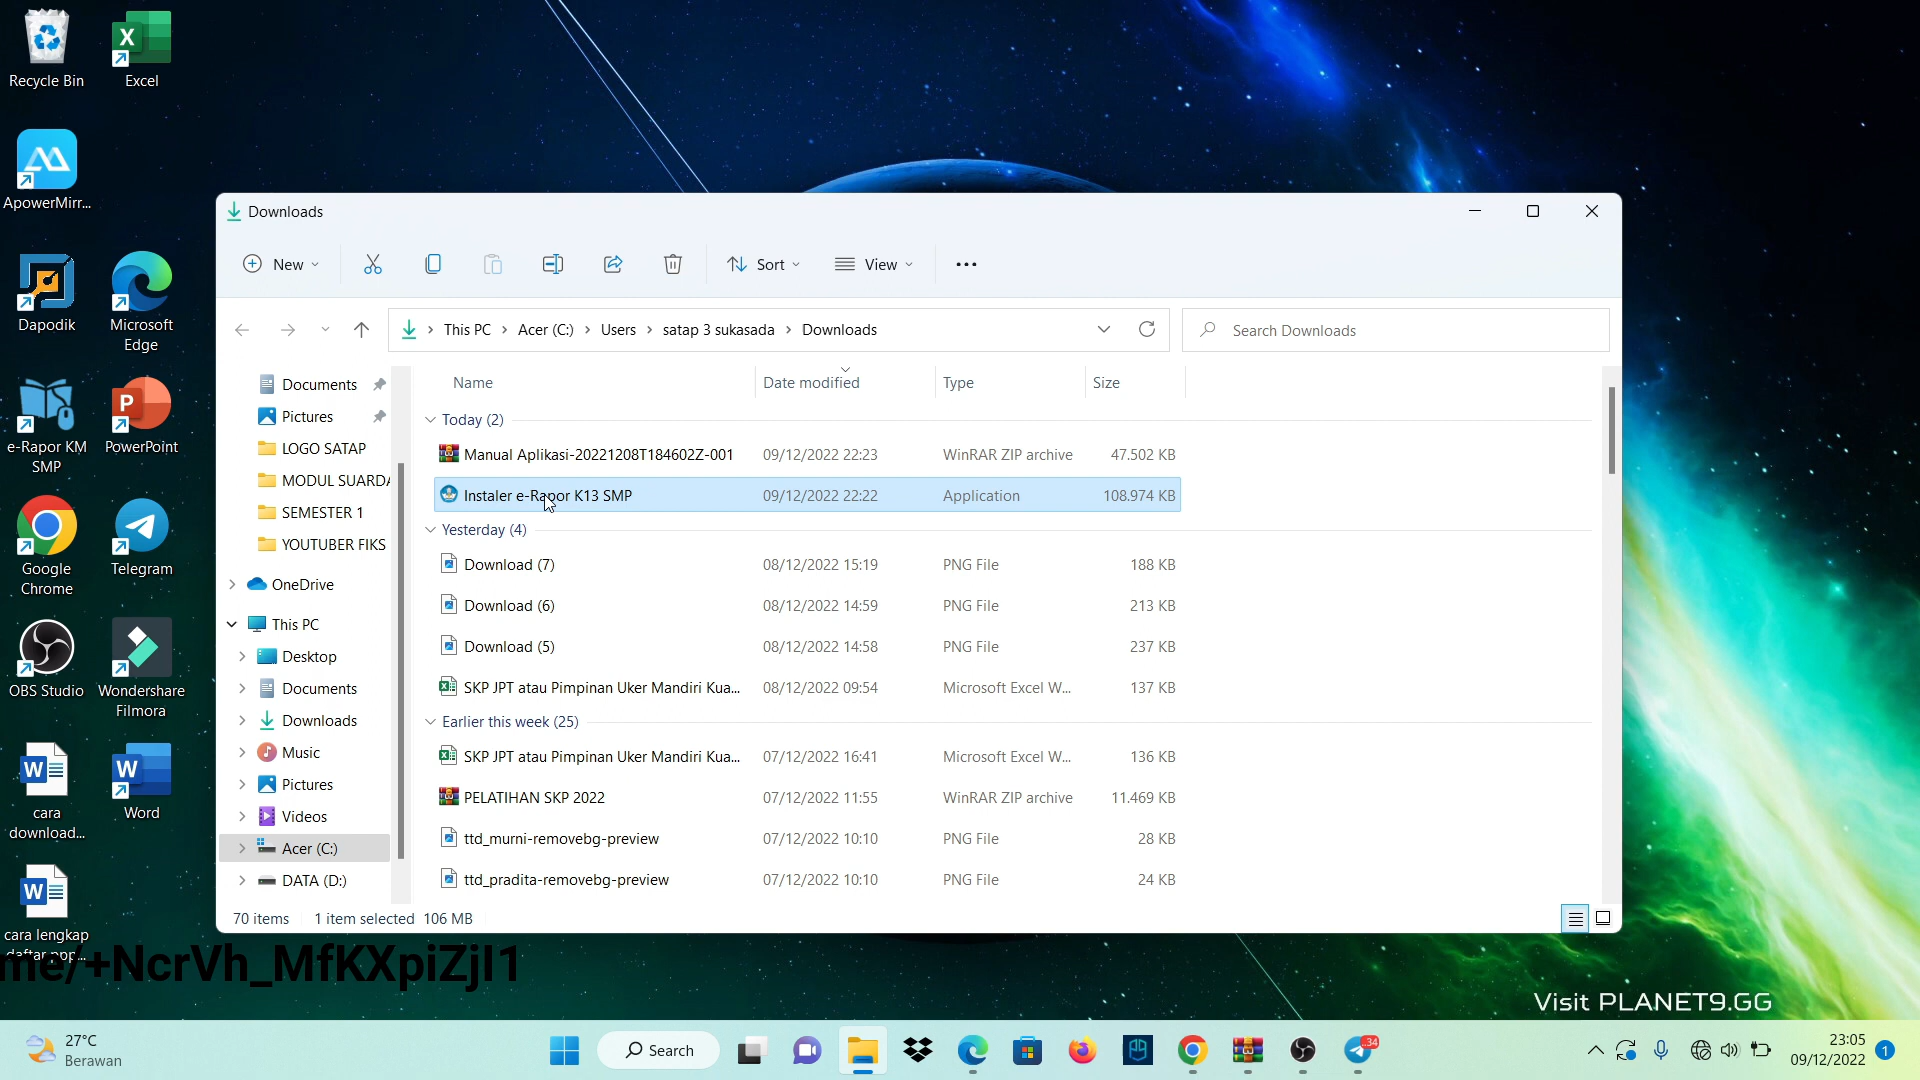 Recycle Bin
Excel
ApowerMirr...
Dapodik
Microsoft
Edge
e-Rapor KM
SMP
PowerPoint
Google
Chrome
Telegram
OBS Studio
Wondershare
Filmora
cara
download...
Word
cara lengkap
daftar ppp...
Downloads
New
Sort
View
This PC
Acer (C:)
Users
satap 3 sukasada
Downloads
Search Downloads
Documents
Pictures
LOGO SATAP
MODUL SUARDA
SEMESTER 1
YOUTUBER FIKS
OneDrive
This PC
Desktop
Documents
Downloads
Music
Pictures
Videos
Acer (C:)
DATA (D:)
Name Date modified Type Size
Today (2)
Manual Aplikasi-20221208T184602Z-001 09/12/2022 22:23 WinRAR ZIP archive 47.502 KB
Instaler e-Rapor K13 SMP 09/12/2022 22:22 Application 108.974 KB
Yesterday (4)
Download (7) 08/12/2022 15:19 PNG File 188 KB
Download (6) 08/12/2022 14:59 PNG File 213 KB
Download (5) 08/12/2022 14:58 PNG File 237 KB
SKP JPT atau Pimpinan Uker Mandiri Kua... 08/12/2022 09:54 Microsoft Excel W... 137 KB
Earlier this week (25)
SKP JPT atau Pimpinan Uker Mandiri Kua... 07/12/2022 16:41 Microsoft Excel W... 136 KB
PELATIHAN SKP 2022 07/12/2022 11:55 WinRAR ZIP archive 11.469 KB
ttd_murni-removebg-preview 07/12/2022 10:10 PNG File 28 KB
ttd_pradita-removebg-preview 07/12/2022 10:10 PNG File 24 KB
70 items 1 item selected 106 MB
me/+NcrVh_MfKXpiZjI1
Visit PLANET9.GG
27°C
Berawan
Search
..34
23:05
09/12/2022
1